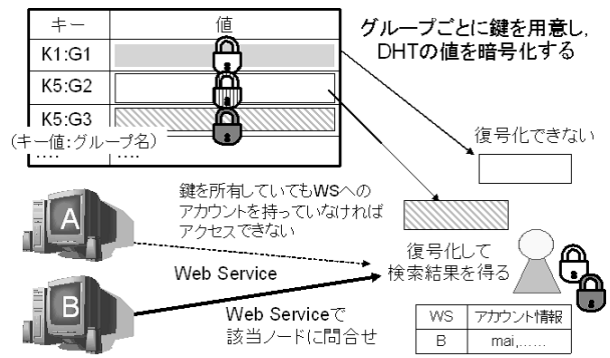 キー 値
K1:G1
K5:G2
K5:G3
(キー値:グループ名)
.... ....
グループごとに鍵を用意し,
DHTの値を暗号化する
復号化できない
鍵を所有していてもWSへの
アカウントを持っていなければ
アクセスできない
A
Web Service
復号化して
検索結果を得る
B
Web Serviceで
該当ノードに問合せ
WS アカウント情報
B mai,......